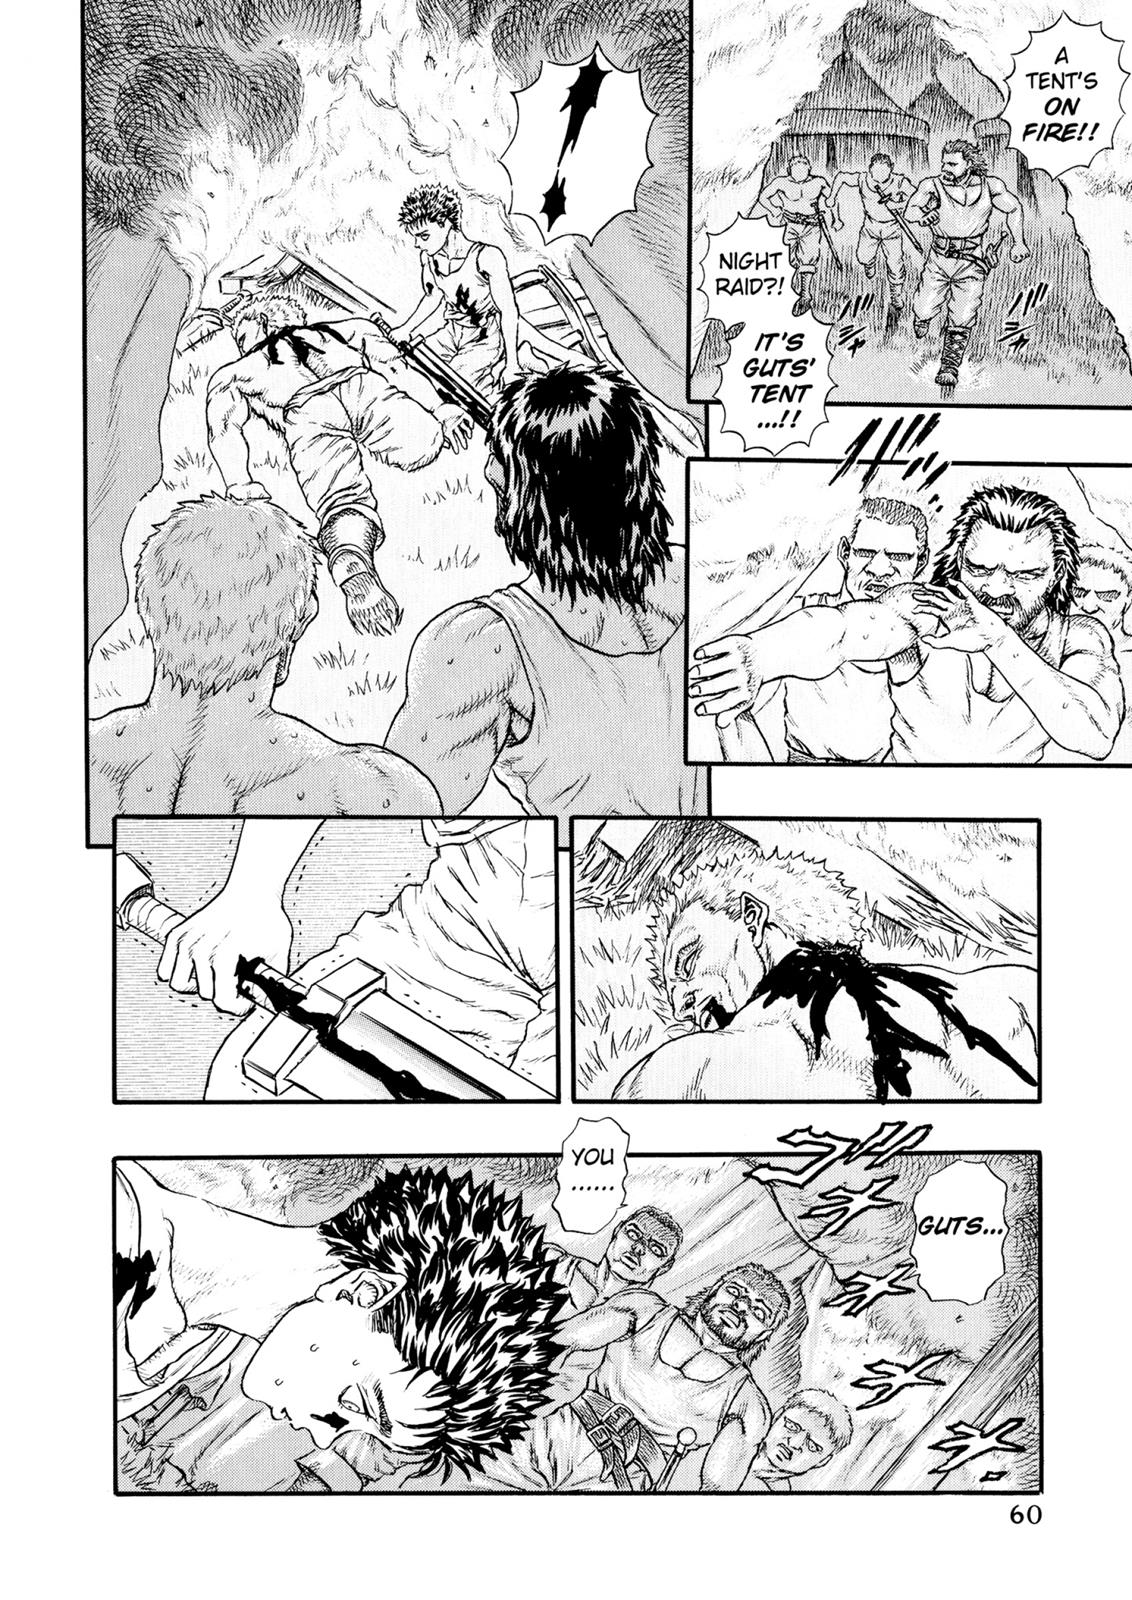 A
TENT'S
ON
FIRE!!
NIGHT
RAID?!
IT'S
GUTS'
TENT
...!!
GUTS...
YOU
......
60